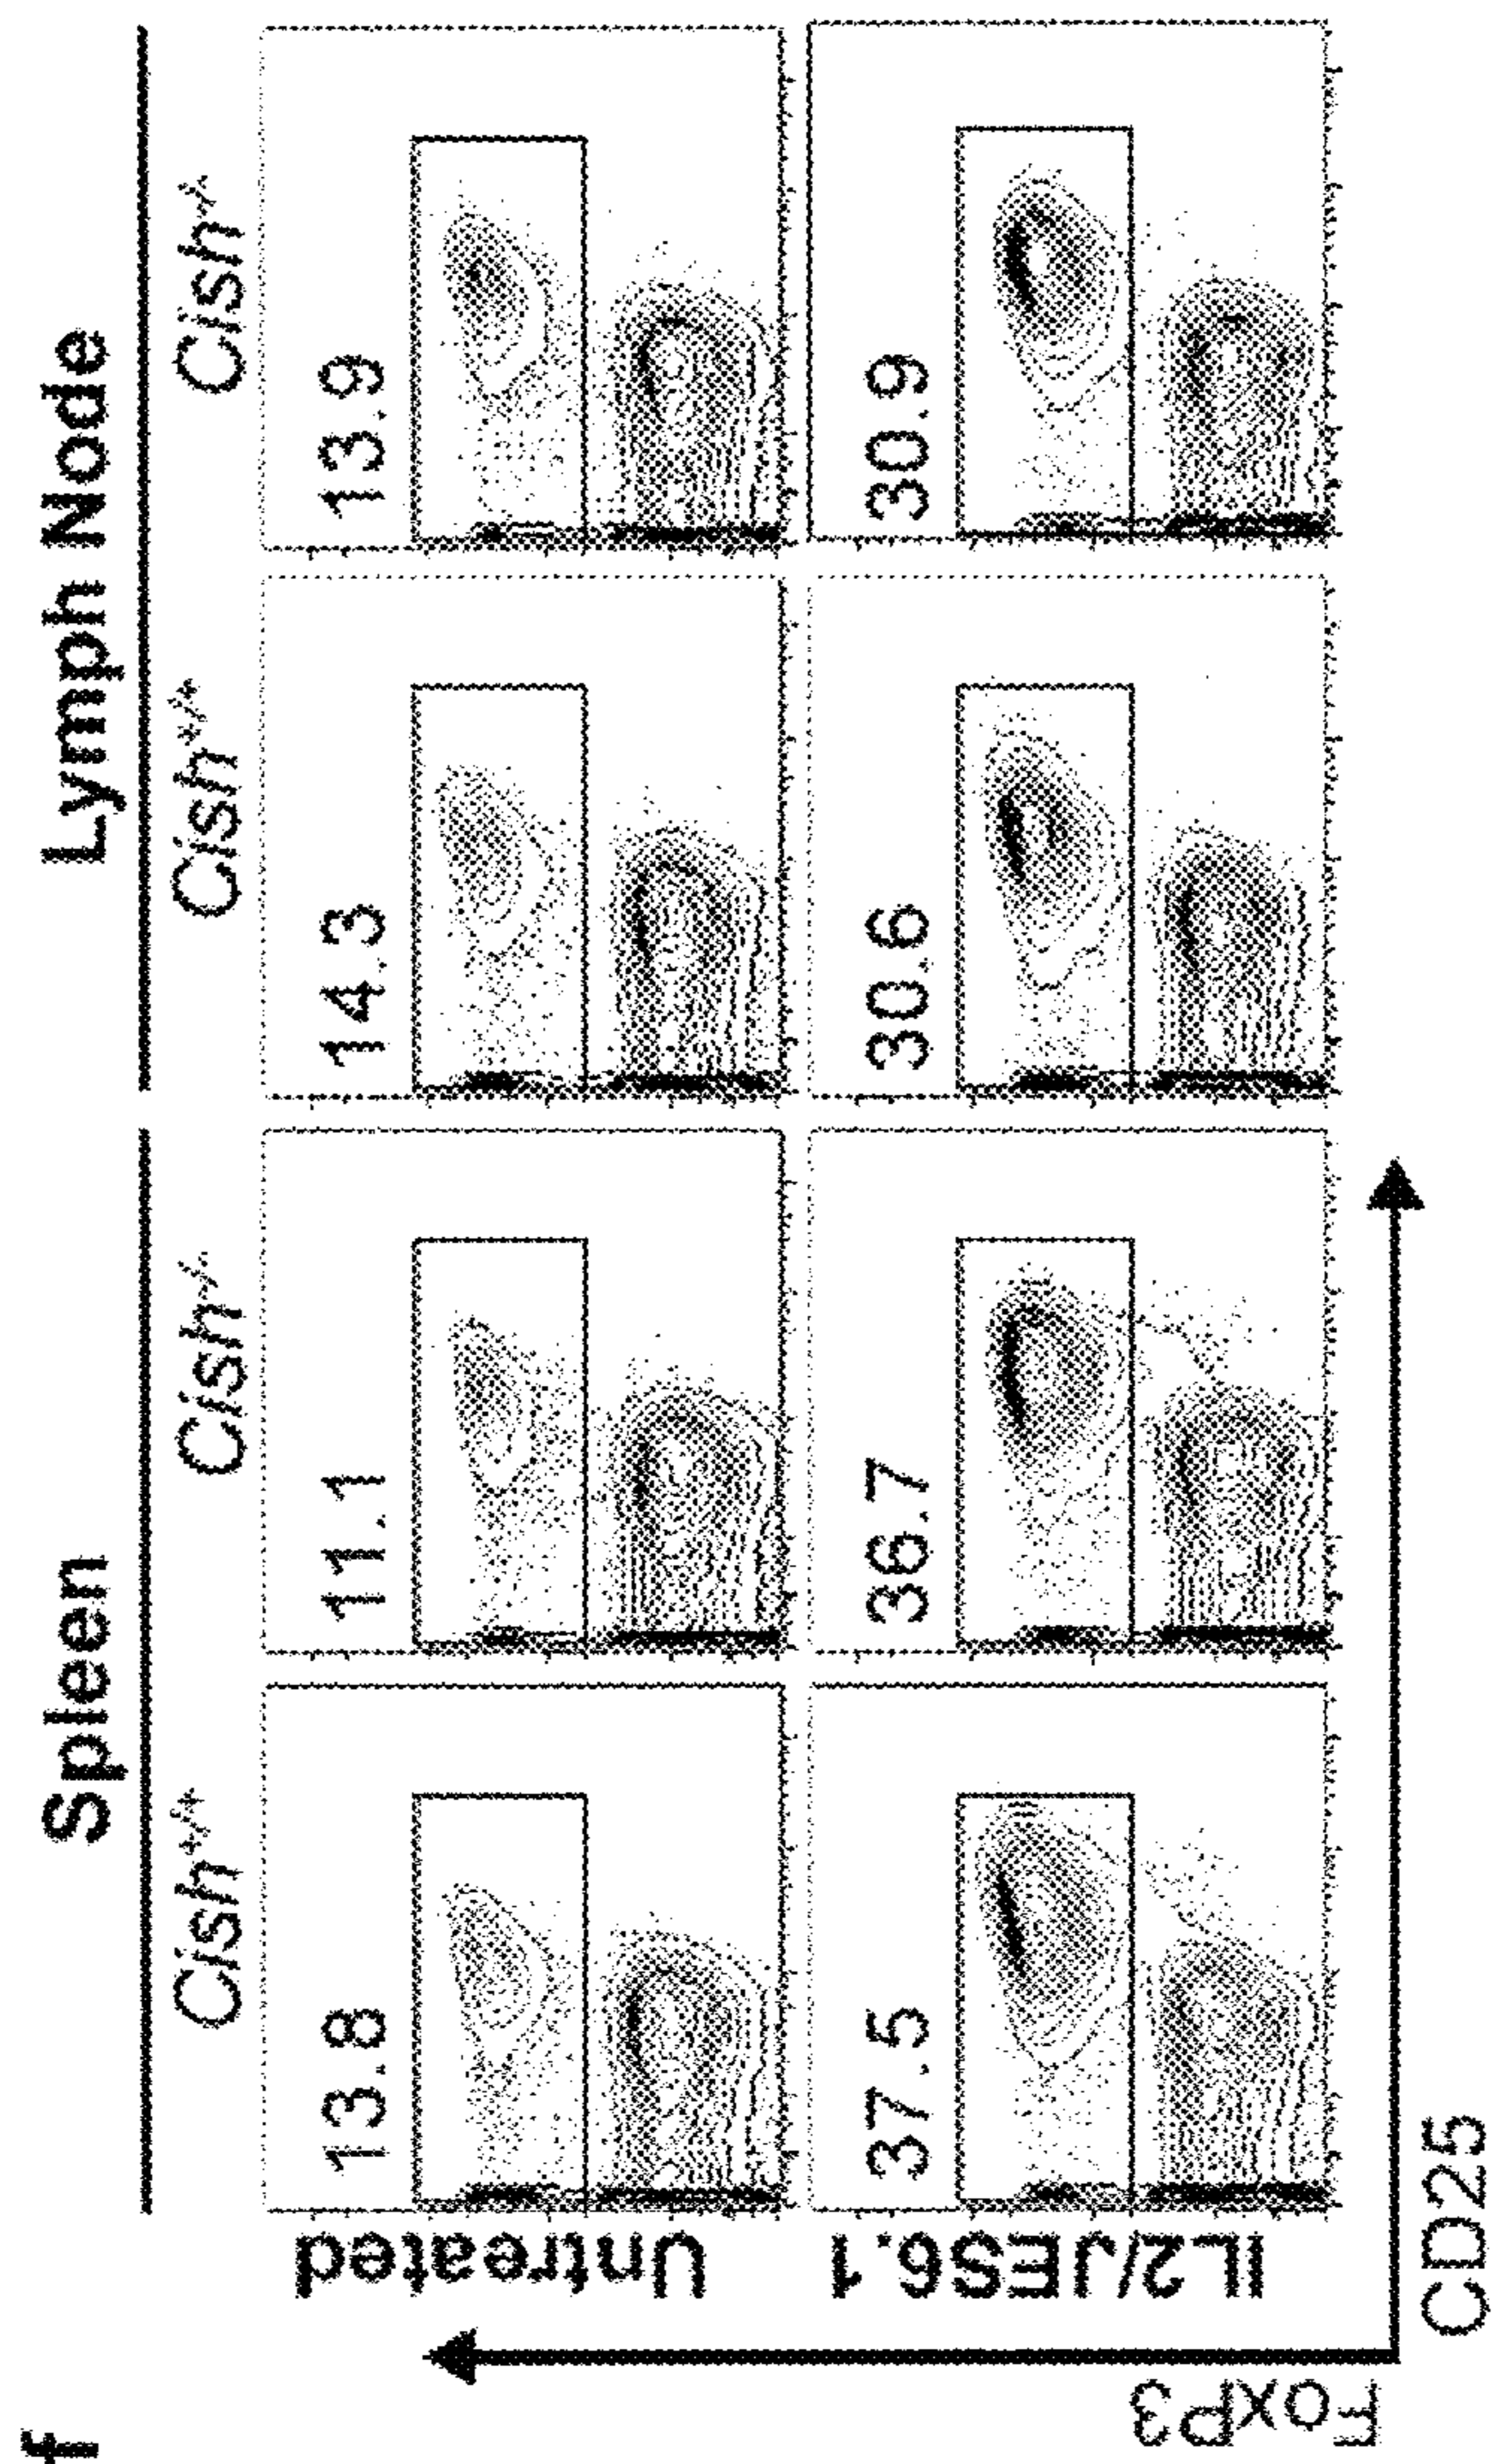 f
Spleen Lymph Node
Cish+/+ Cish-/- Cish+/+ Cish-/-
Untreated
13.8 11.1 14.3 13.9
IL2/JES6.1
37.5 36.7 30.6 30.9
FoxP3
CD25